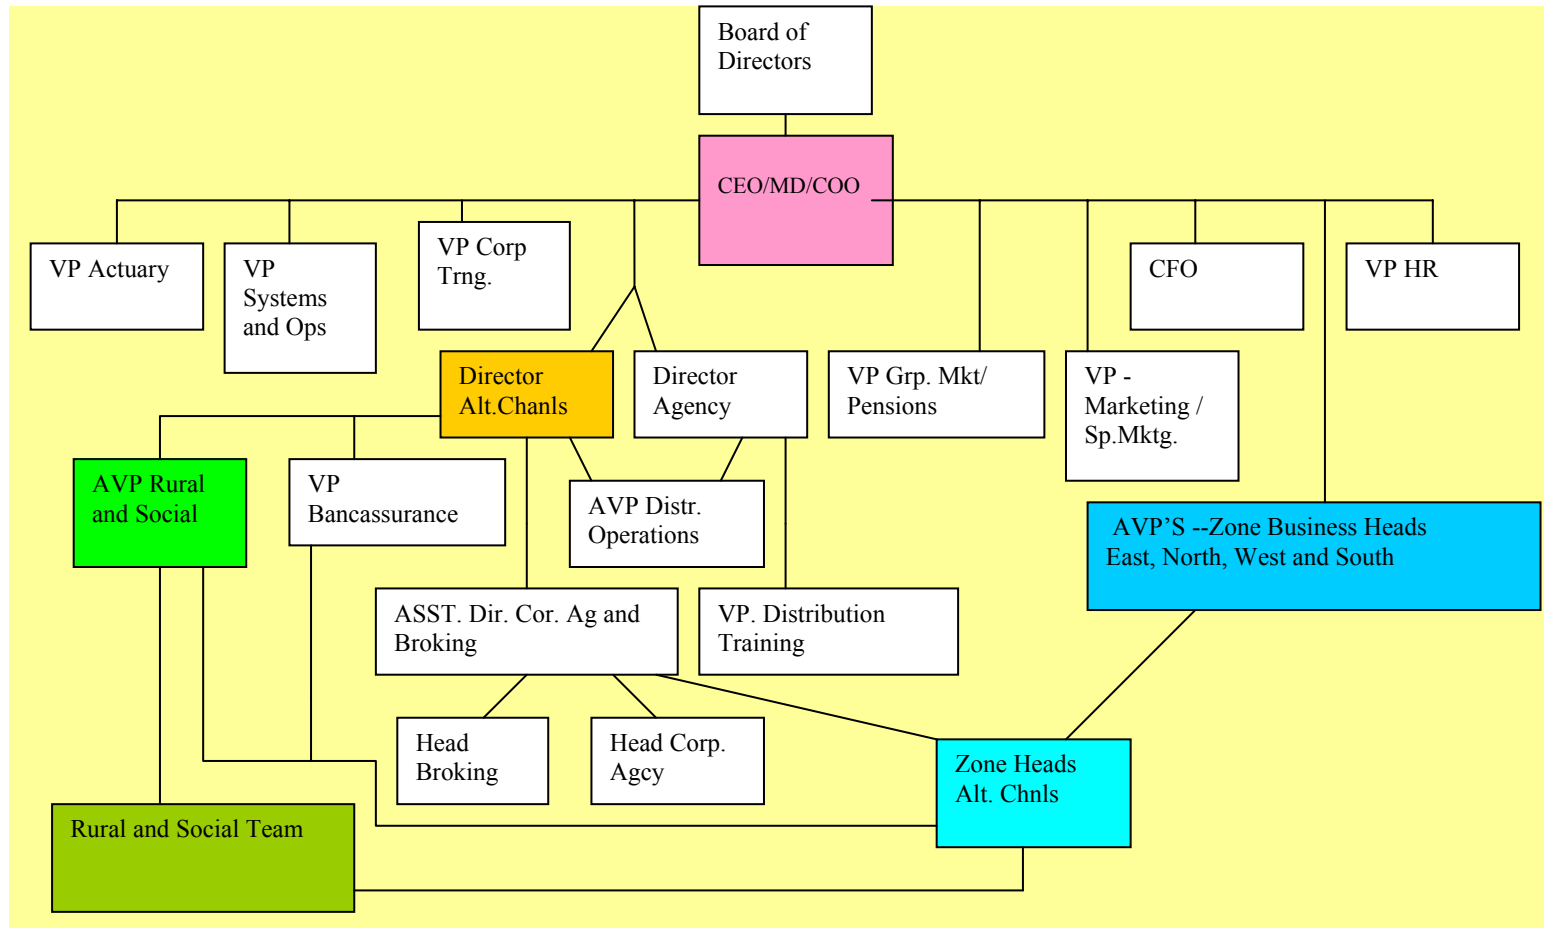 Board of
Directors
CEO/MD/COO
VP Actuary
VP
Systems
and Ops
VP Corp
Trng.
CFO
VP HR
Director
Alt.Chanls
Director
Agency
VP Grp. Mkt/
Pensions
VP -
Marketing /
Sp.Mktg.
AVP Rural
and Social
VP
Bancassurance
AVP Distr.
Operations
AVP’S --Zone Business Heads
East, North, West and South
ASST. Dir. Cor. Ag and
Broking
VP. Distribution
Training
Head
Broking
Head Corp.
Agcy
Zone Heads
Alt. Chnls
Rural and Social Team